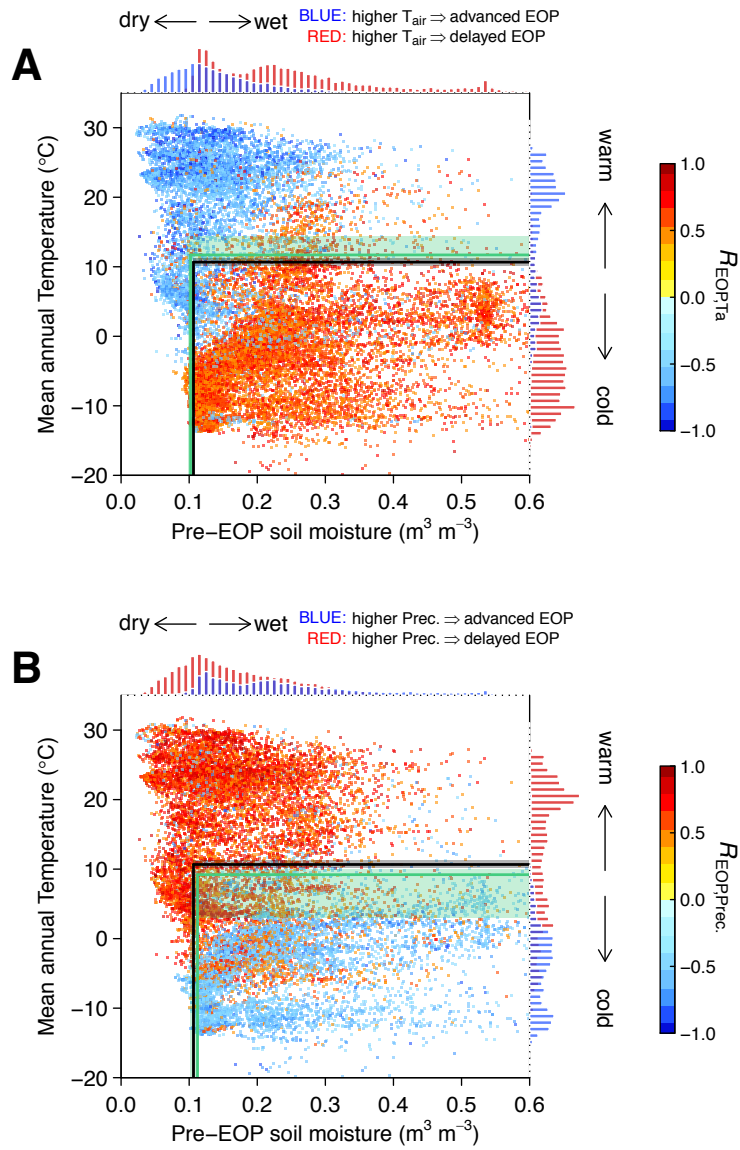 BLUE: higher Tair ⇒ advanced EOP
dry ← → wet
RED: higher Tair ⇒ delayed EOP
A
30
20
10
0
−10
−20
Mean annual Temperature (°C)
0.0 0.1 0.2 0.3 0.4 0.5 0.6
Pre−EOP soil moisture (m³ m⁻³)
warm
cold
1.0
0.5
0.0
−0.5
−1.0
REOP,Ta
BLUE: higher Prec. ⇒ advanced EOP
dry ← → wet
RED: higher Prec. ⇒ delayed EOP
B
30
20
10
0
−10
−20
Mean annual Temperature (°C)
0.0 0.1 0.2 0.3 0.4 0.5 0.6
Pre−EOP soil moisture (m³ m⁻³)
warm
cold
1.0
0.5
0.0
−0.5
−1.0
REOP,Prec.